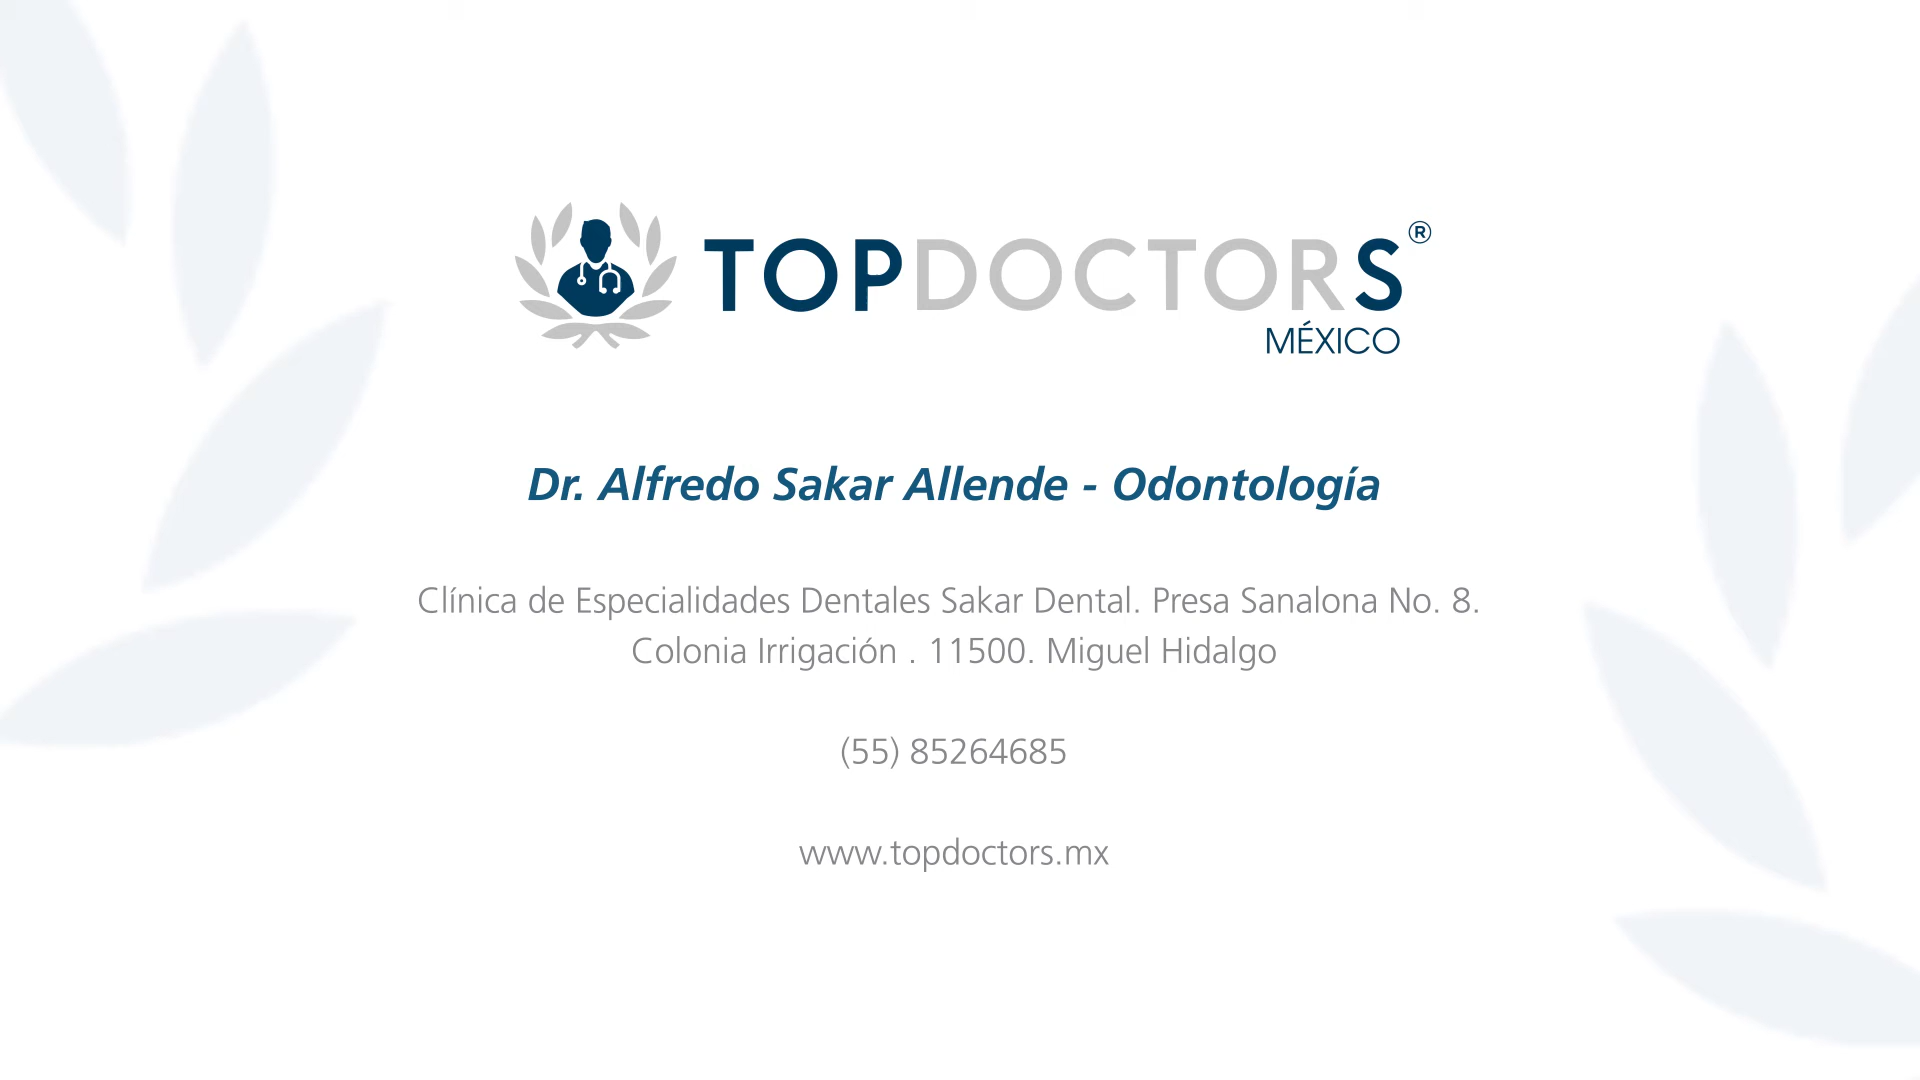 TOPDOCTORS®
MÉXICO
Dr. Alfredo Sakar Allende - Odontología
Clínica de Especialidades Dentales Sakar Dental. Presa Sanalona No. 8.
Colonia Irrigación . 11500. Miguel Hidalgo
(55) 85264685
www.topdoctors.mx